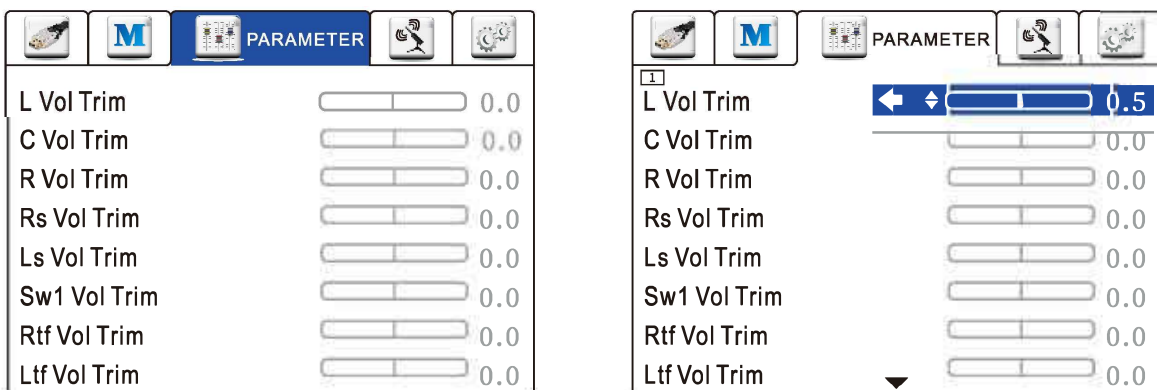 M PARAMETER
L Vol Trim 0.0
C Vol Trim 0.0
R Vol Trim 0.0
Rs Vol Trim 0.0
Ls Vol Trim 0.0
Sw1 Vol Trim 0.0
Rtf Vol Trim 0.0
Ltf Vol Trim 0.0
M PARAMETER
1
L Vol Trim 0.5
C Vol Trim 0.0
R Vol Trim 0.0
Rs Vol Trim 0.0
Ls Vol Trim 0.0
Sw1 Vol Trim 0.0
Rtf Vol Trim 0.0
Ltf Vol Trim 0.0